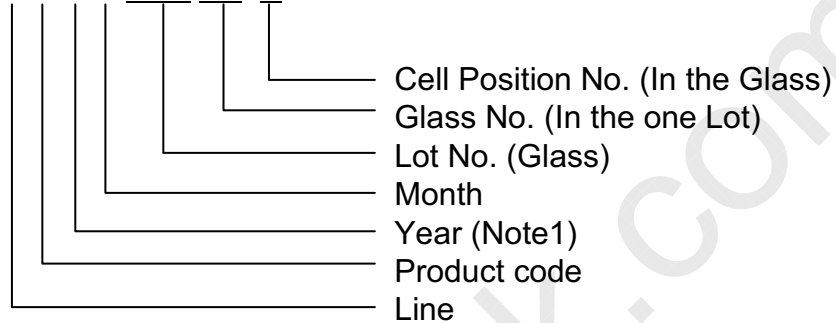 Cell Position No. (In the Glass)
Glass No. (In the one Lot)
Lot No. (Glass)
Month
Year (Note1)
Product code
Line